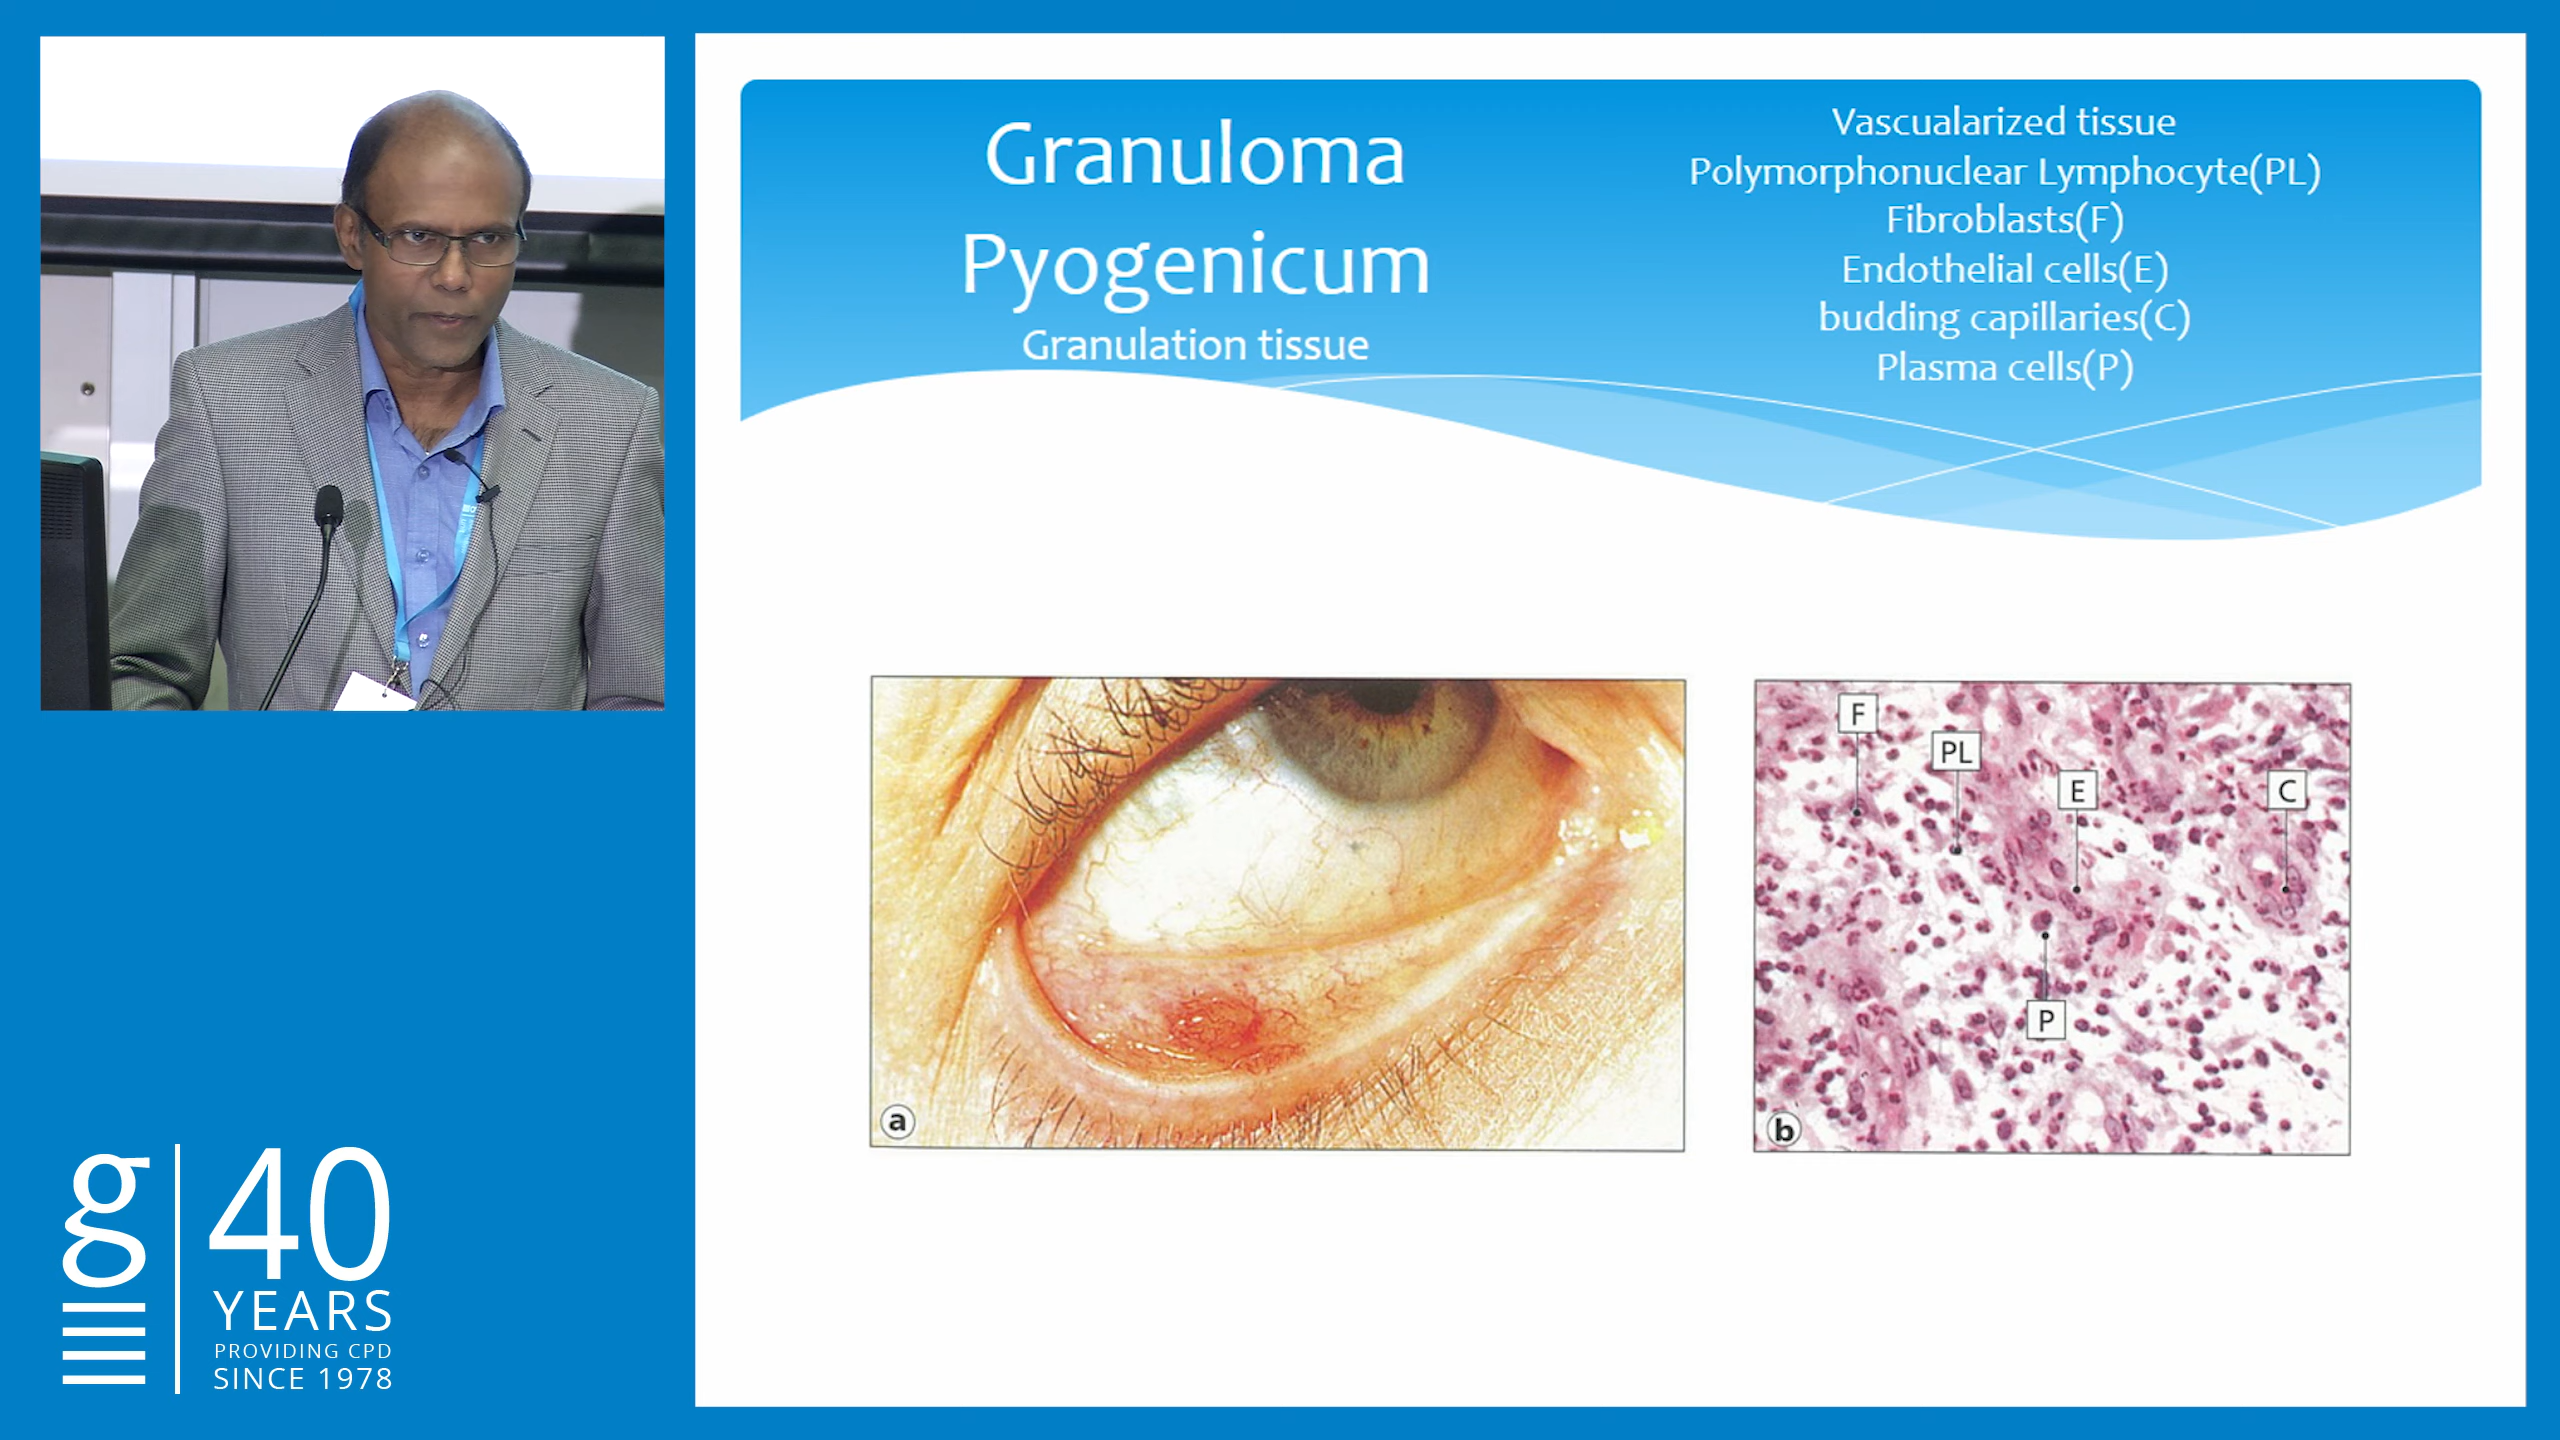 Granuloma
Pyogenicum
Granulation tissue
Vascualarized tissue
Polymorphonuclear Lymphocyte(PL)
Fibroblasts(F)
Endothelial cells(E)
budding capillaries(C)
Plasma cells(P)
F
PL
E
C
P
a
b
g
40
YEARS
PROVIDING CPD
SINCE 1978